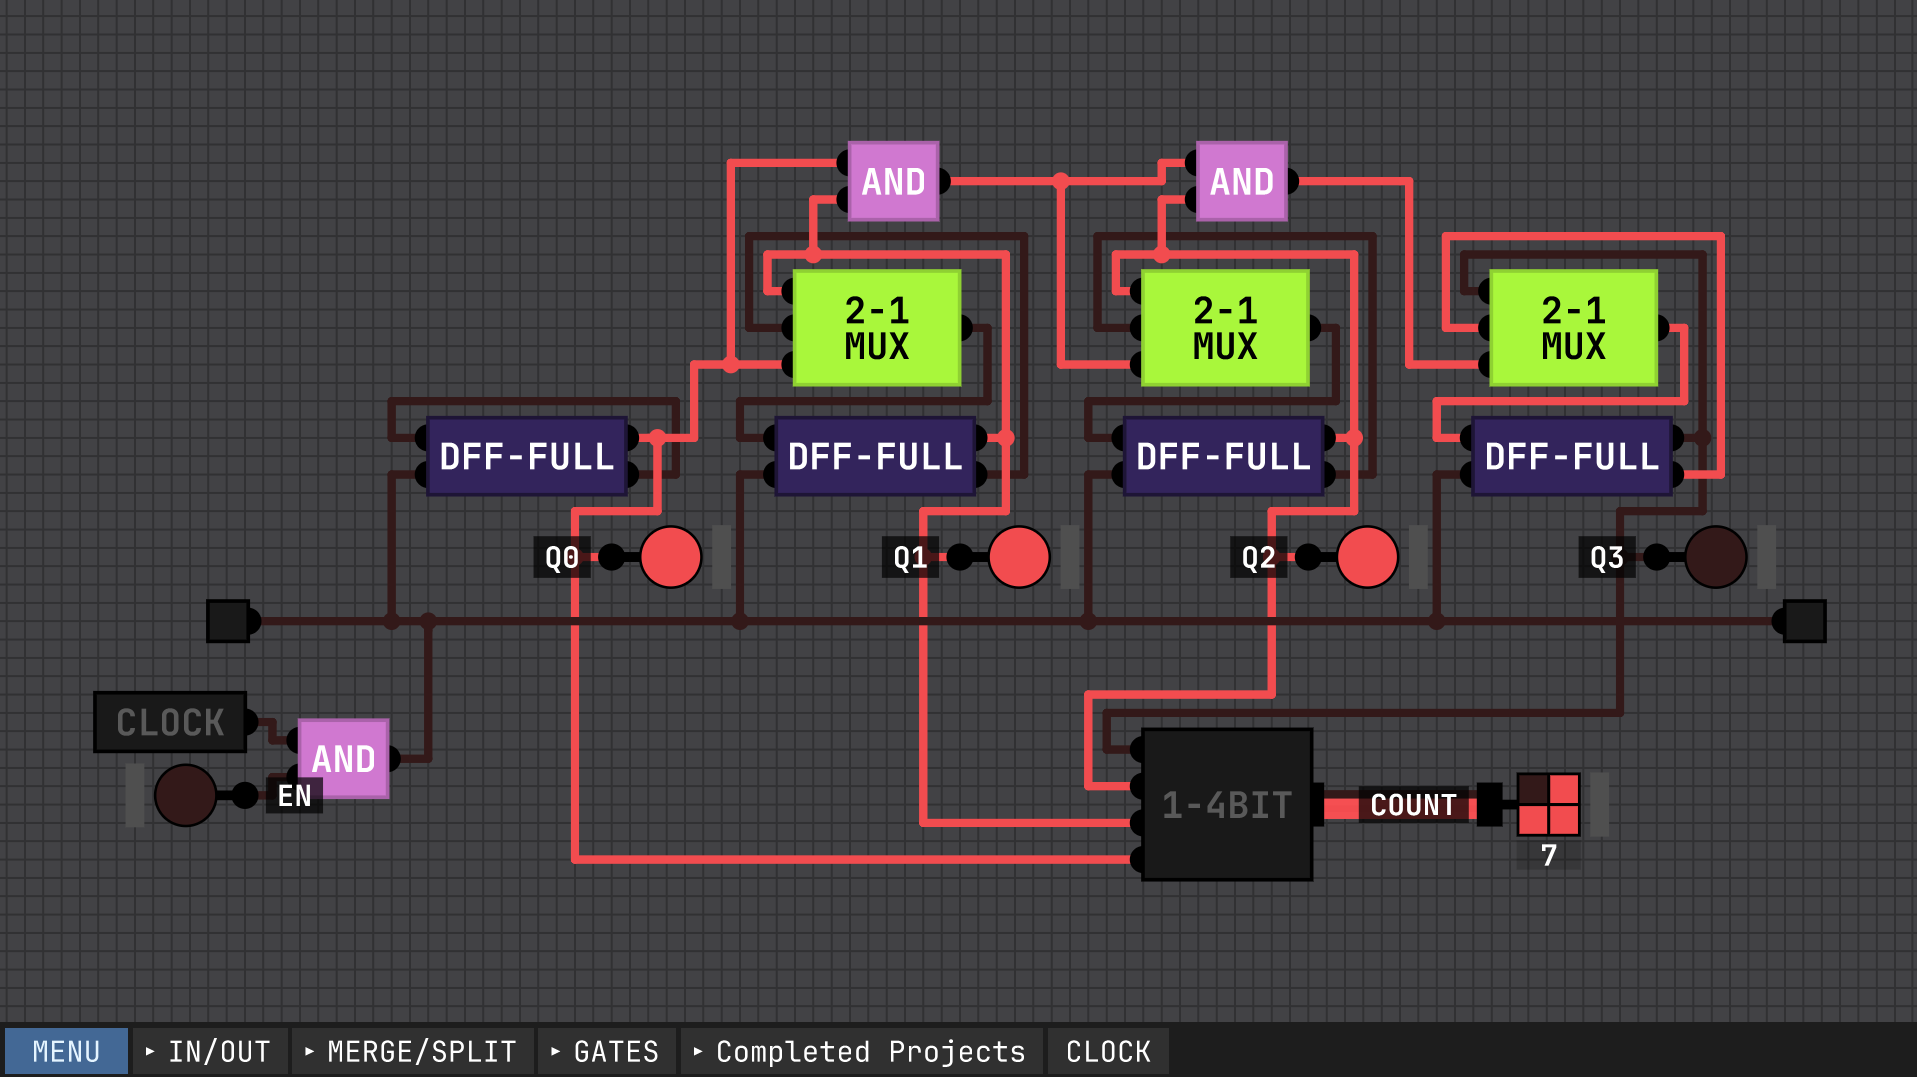 AND
AND
2-1
MUX
2-1
MUX
2-1
MUX
DFF-FULL
DFF-FULL
DFF-FULL
DFF-FULL
Q0
Q1
Q2
Q3
CLOCK
AND
EN
1-4BIT
COUNT
7
MENU
IN/OUT
MERGE/SPLIT
GATES
Completed Projects
CLOCK